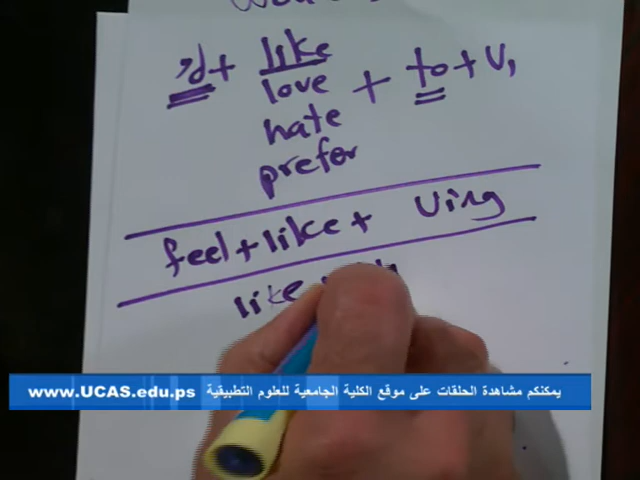 'd + like + to + V1
love
hate
prefer
feel + like + Ving
like
www.UCAS.edu.ps يمكنكم مشاهدة الحلقات على موقع الكلية الجامعية للعلوم التطبيقية